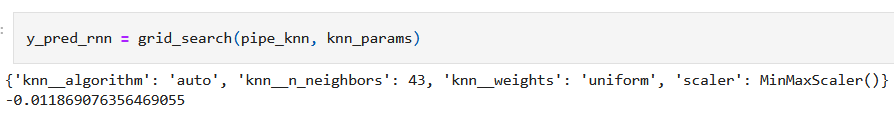 :
y_pred_rnn = grid_search(pipe_knn, knn_params)
{'knn__algorithm': 'auto', 'knn__n_neighbors': 43, 'knn__weights': 'uniform', 'scaler': MinMaxScaler()}
-0.011869076356469055